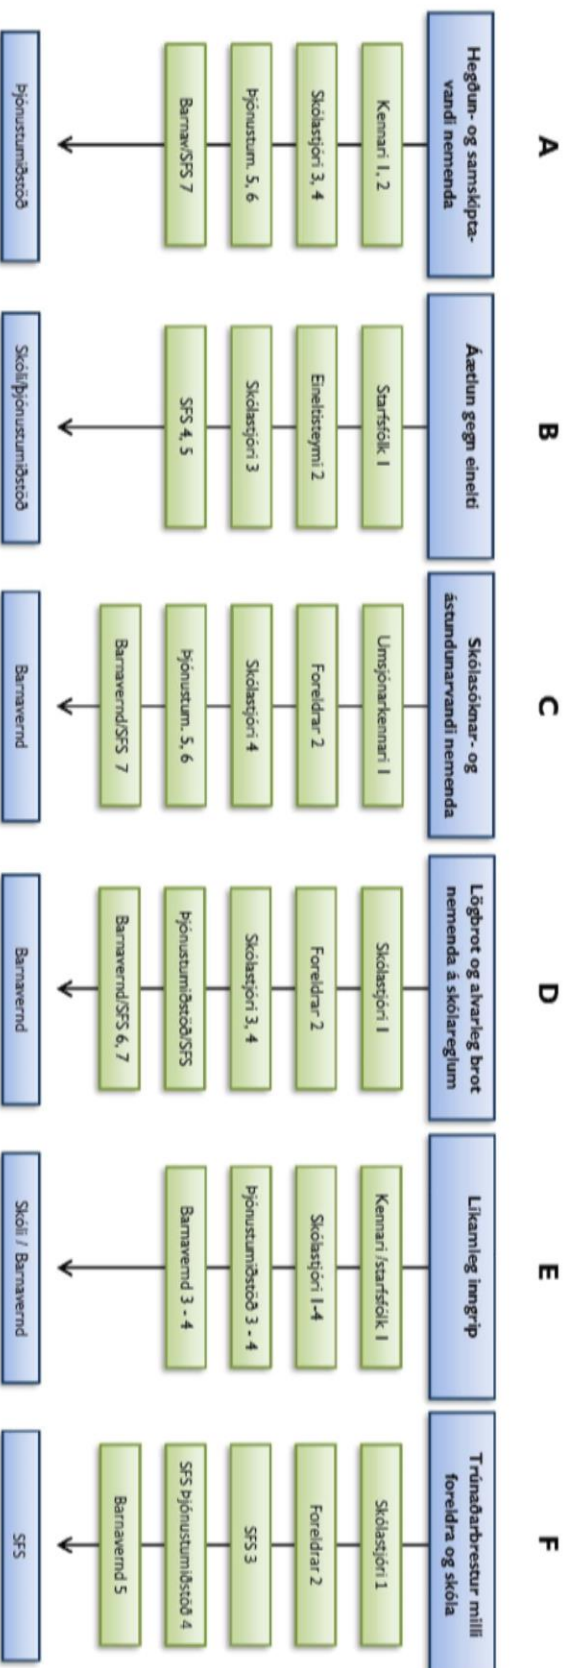 A
Hegðun- og samskipta-
vandi nemenda
Kennari 1, 2
Skólastjóri 3, 4
Þjónustum. 5, 6
Barnav/SFS 7
Þjónustumiðstöð
B
Áætlun gegn einelti
Starfsfólk 1
Eineltisteymi 2
Skólastjóri 3
SFS 4, 5
Skóli/þjónustumiðstöð
C
Skólasóknar- og
ástundunarvandi nemenda
Umsjónarkennari 1
Foreldrar 2
Skólastjóri 4
Þjónustum. 5, 6
Barnavernd/SFS 7
Barnavernd
D
Lögbrot og alvarleg brot
nemenda á skólareglum
Skólastjóri 1
Foreldrar 2
Skólastjóri 3, 4
Þjónustumiðstöð/SFS
Barnavernd/SFS 6, 7
Barnavernd
E
Líkamleg inngrip
Kennari /starfsfólk 1
Skólastjóri 1-4
Þjónustumiðstöð 3 - 4
Barnavernd 3 - 4
Skóli / Barnavernd
F
Trúnaðarbrestur milli
foreldra og skóla
Skólastjóri 1
Foreldrar 2
SFS 3
SFS Þjónustumiðstöð 4
Barnavernd 5
SFS